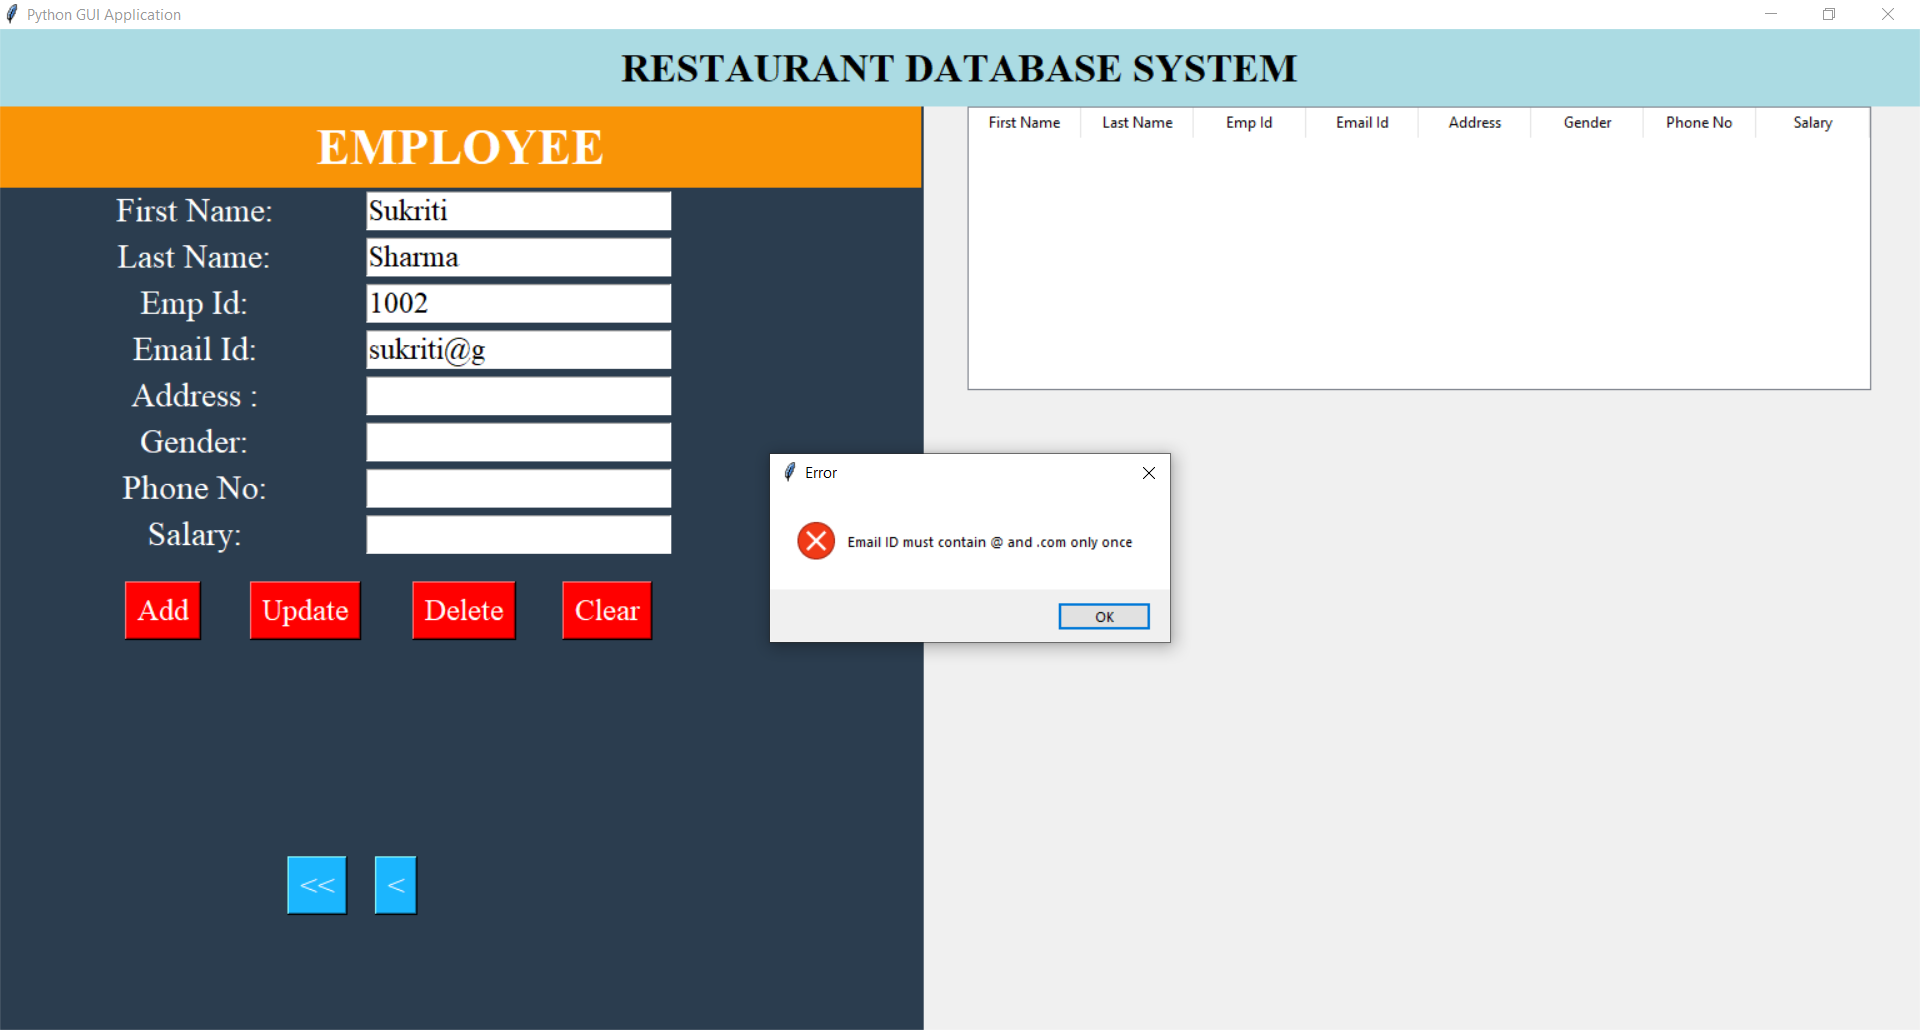 Python GUI Application
RESTAURANT DATABASE SYSTEM
EMPLOYEE
First Name: Sukriti
Last Name: Sharma
Emp Id: 1002
Email Id: sukriti@g
Address :
Gender:
Phone No:
Salary:
Add Update Delete Clear
<< <
First Name Last Name Emp Id Email Id Address Gender Phone No Salary
Error
Email ID must contain @ and .com only once
OK